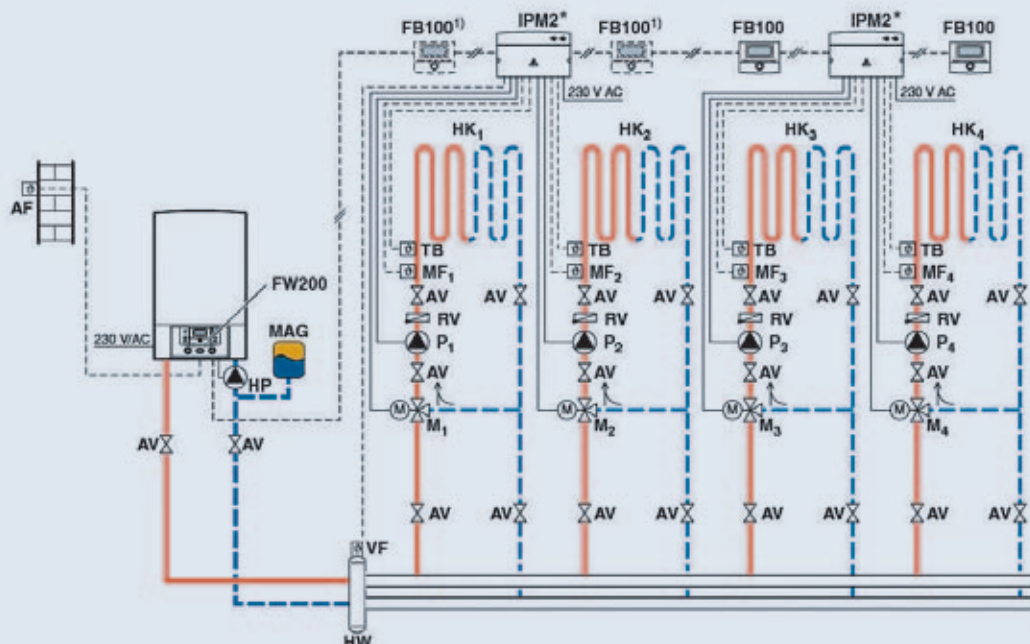 FB100¹⁾ IPM2* FB100¹⁾ FB100 IPM2* FB100
230 V AC 230 V AC
HK₁ HK₂ HK₃ HK₄
AF
TB TB TB TB
MF₁ MF₂ MF₃ MF₄
FW200
AV AV AV AV AV AV AV AV
RV RV RV RV
230 V/AC
MAG
P₁ P₂ P₃ P₄
HP
AV AV AV AV
M M₁ M M₂ M M₃ M M₄
AV AV
AV AV AV AV AV AV AV AV
VF
HW